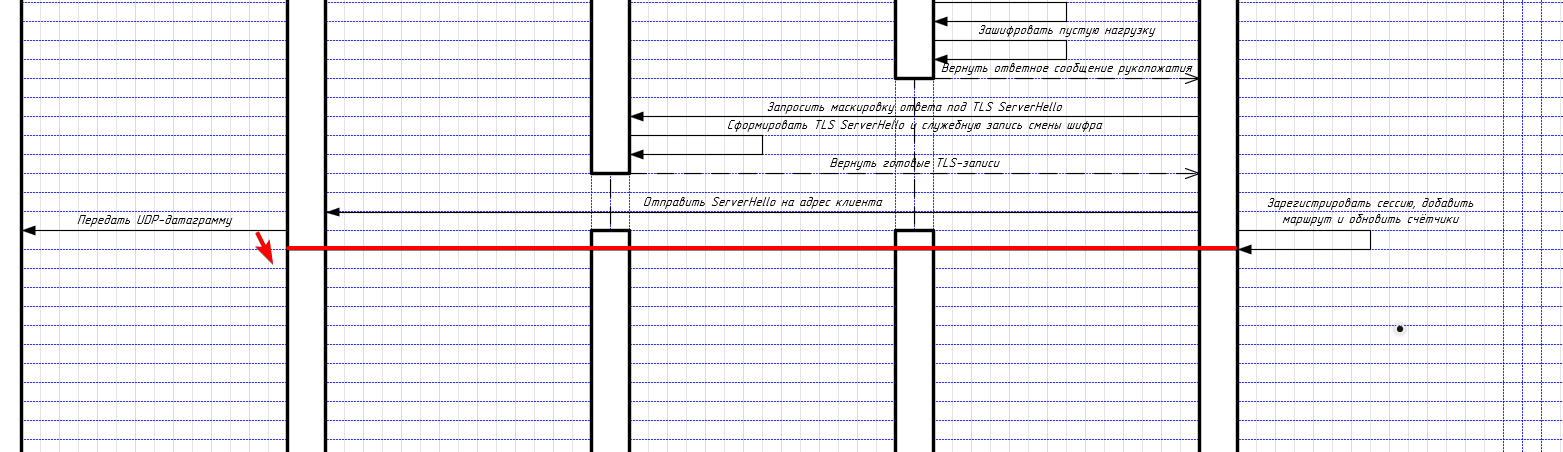 Зашифровать пустую нагрузку
Вернуть ответное сообщение рукопожатия
Запросить маскировку ответа под TLS ServerHello
Сформировать TLS ServerHello и служебную запись смены шифра
Вернуть готовые TLS-записи
Отправить ServerHello на адрес клиента
Зарегистрировать сессию, добавить
маршрут и обновить счётчики
Передать UDP-датаграмму